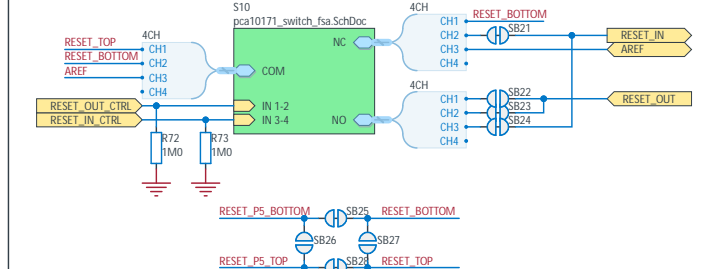 S10
pca10171_switch_fsa.SchDoc
4CH
RESET_TOP
RESET_BOTTOM
AREF
CH1
CH2
CH3
CH4
COM
NC
NO
IN 1-2
IN 3-4
RESET_OUT_CTRL
RESET_IN_CTRL
R72
1M0
R73
1M0
4CH
CH1
CH2
CH3
CH4
RESET_BOTTOM
SB21
RESET_IN
AREF
4CH
CH1
CH2
CH3
CH4
SB22
SB23
SB24
RESET_OUT
RESET_P5_BOTTOM
SB25
RESET_BOTTOM
SB26
SB27
RESET_P5_TOP
SB28
RESET_TOP